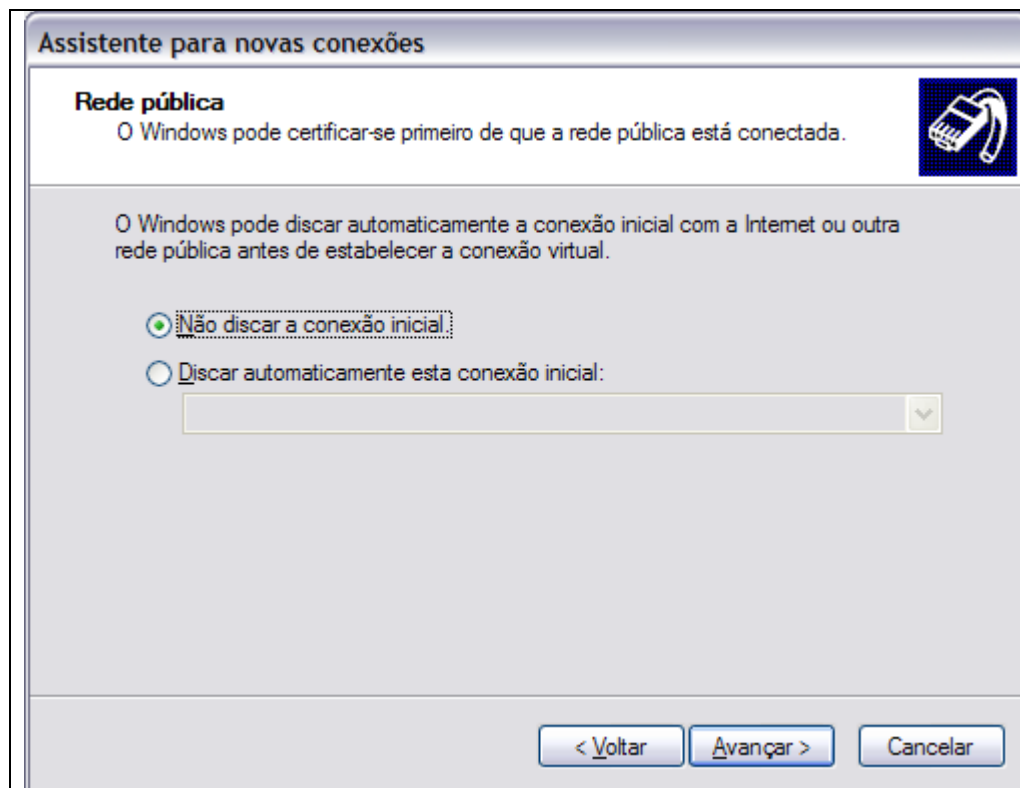 Assistente para novas conexões
Rede pública
O Windows pode certificar-se primeiro de que a rede pública está conectada.
O Windows pode discar automaticamente a conexão inicial com a Internet ou outra
rede pública antes de estabelecer a conexão virtual.
Não discar a conexão inicial.
Discar automaticamente esta conexão inicial:
< Voltar Avançar > Cancelar